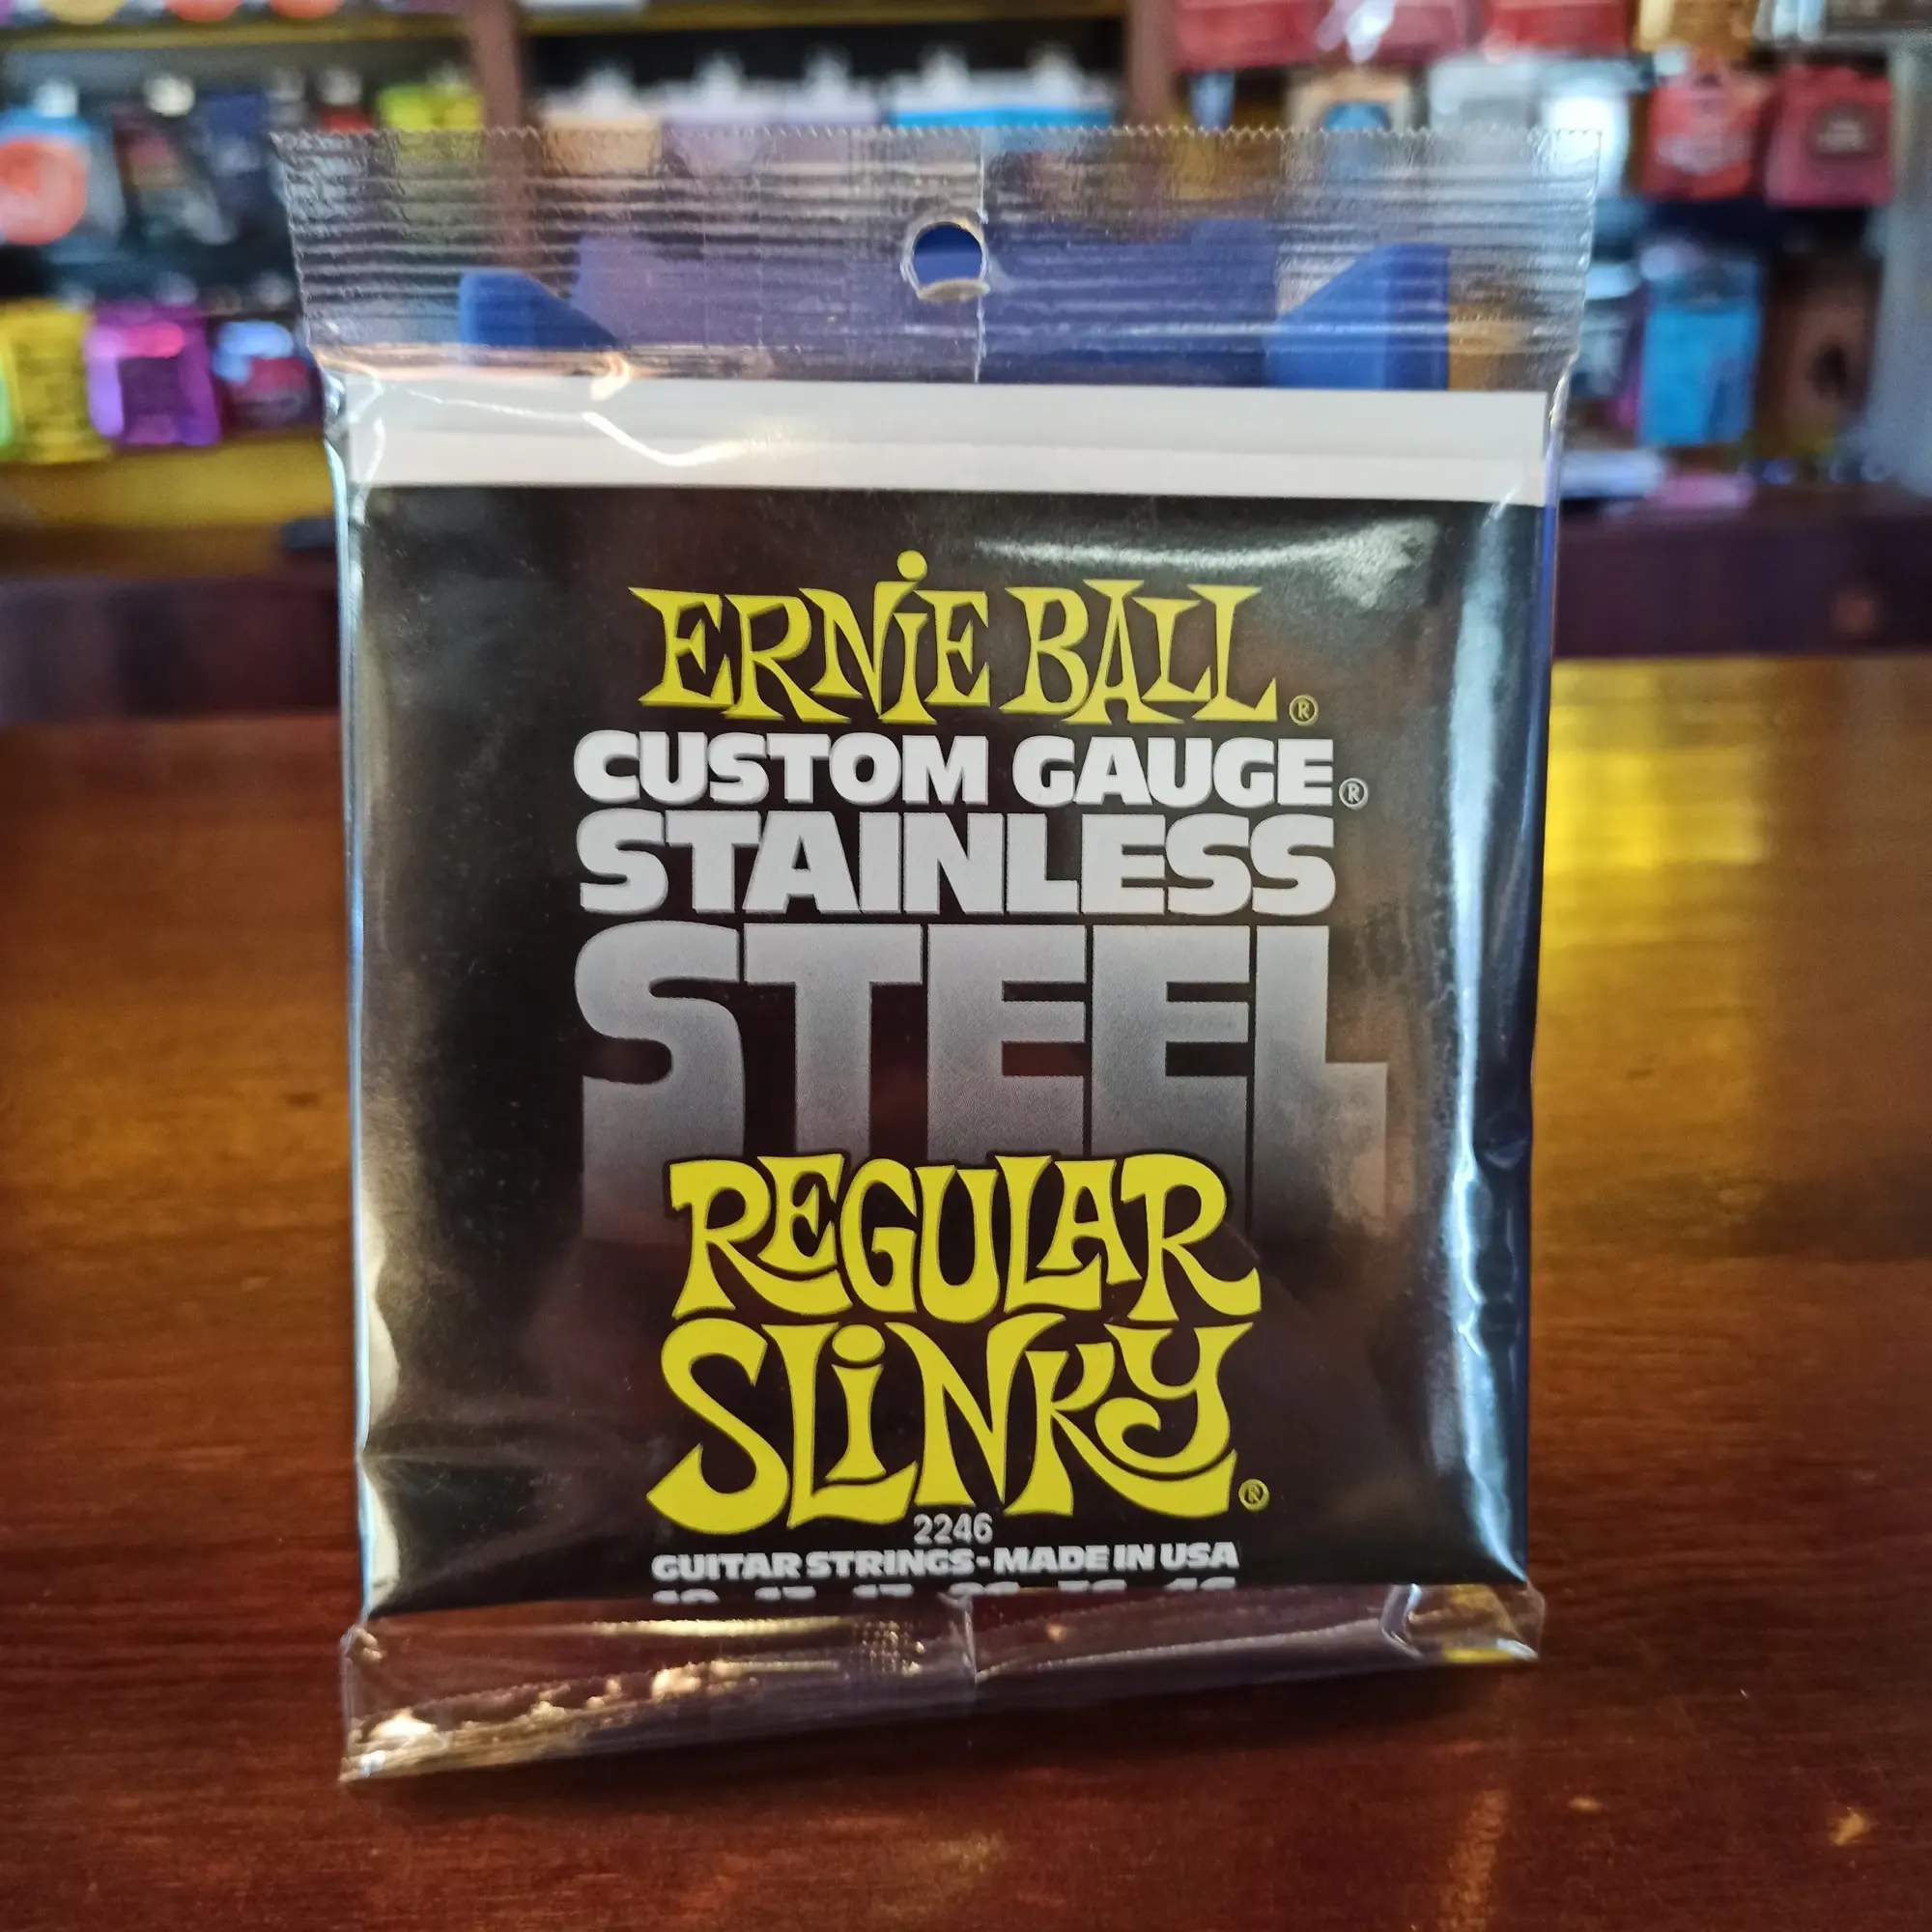 ERNiE BALL®
CUSTOM GAUGE®
STAINLESS
STEEL
REGULAR
SLiNKY®
2246
GUITAR STRINGS - MADE IN USA